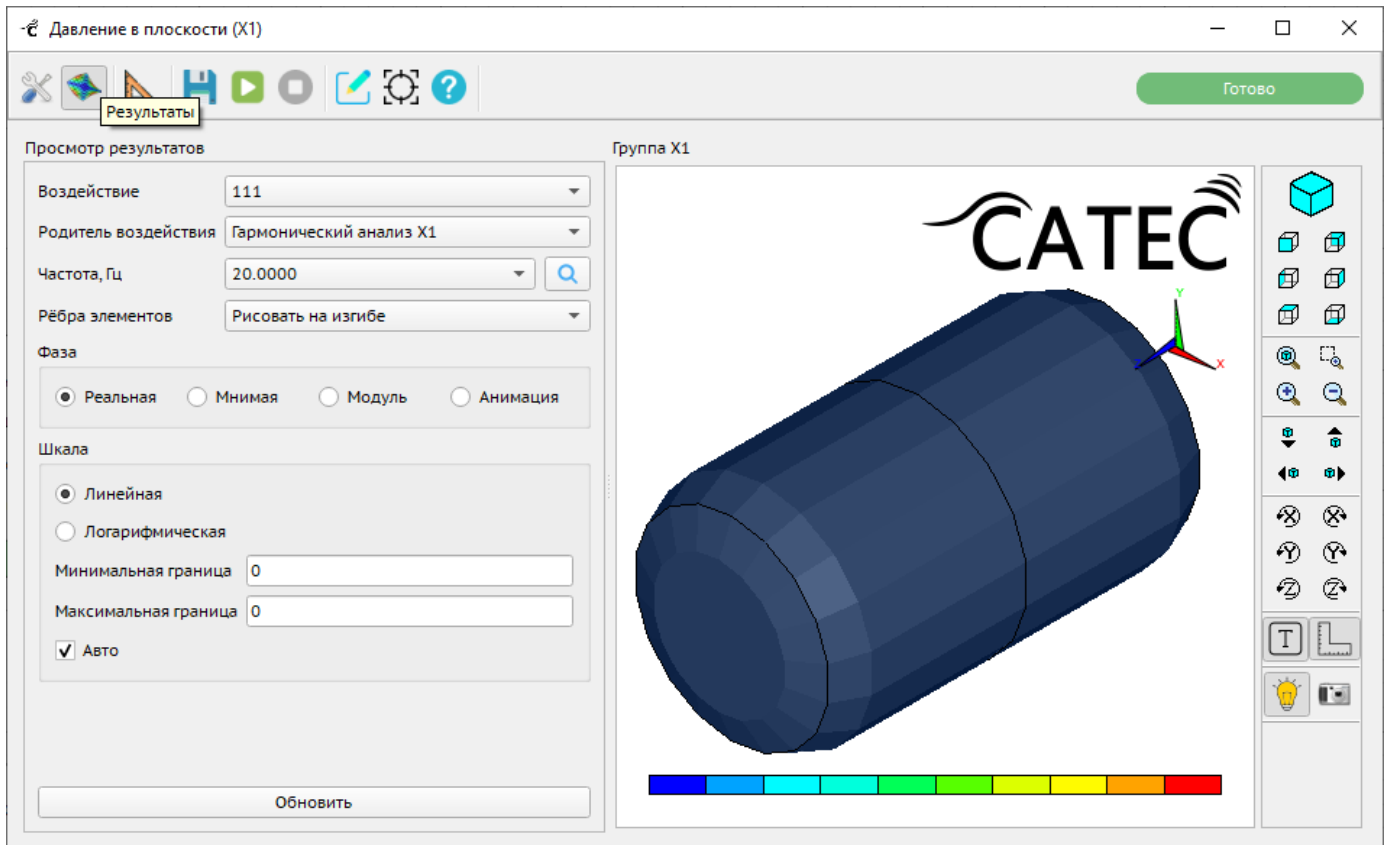 Давление в плоскости (X1)
Результаты
Готово
Просмотр результатов
Группа X1
Воздействие
111
Родитель воздействия
Гармонический анализ X1
Частота, Гц
20.0000
Рёбра элементов
Рисовать на изгибе
Фаза
Реальная
Мнимая
Модуль
Анимация
Шкала
Линейная
Логарифмическая
Минимальная граница
0
Максимальная граница
0
Авто
Обновить
CATEC
Y
X
Z
X X
Y Y
Z Z
T